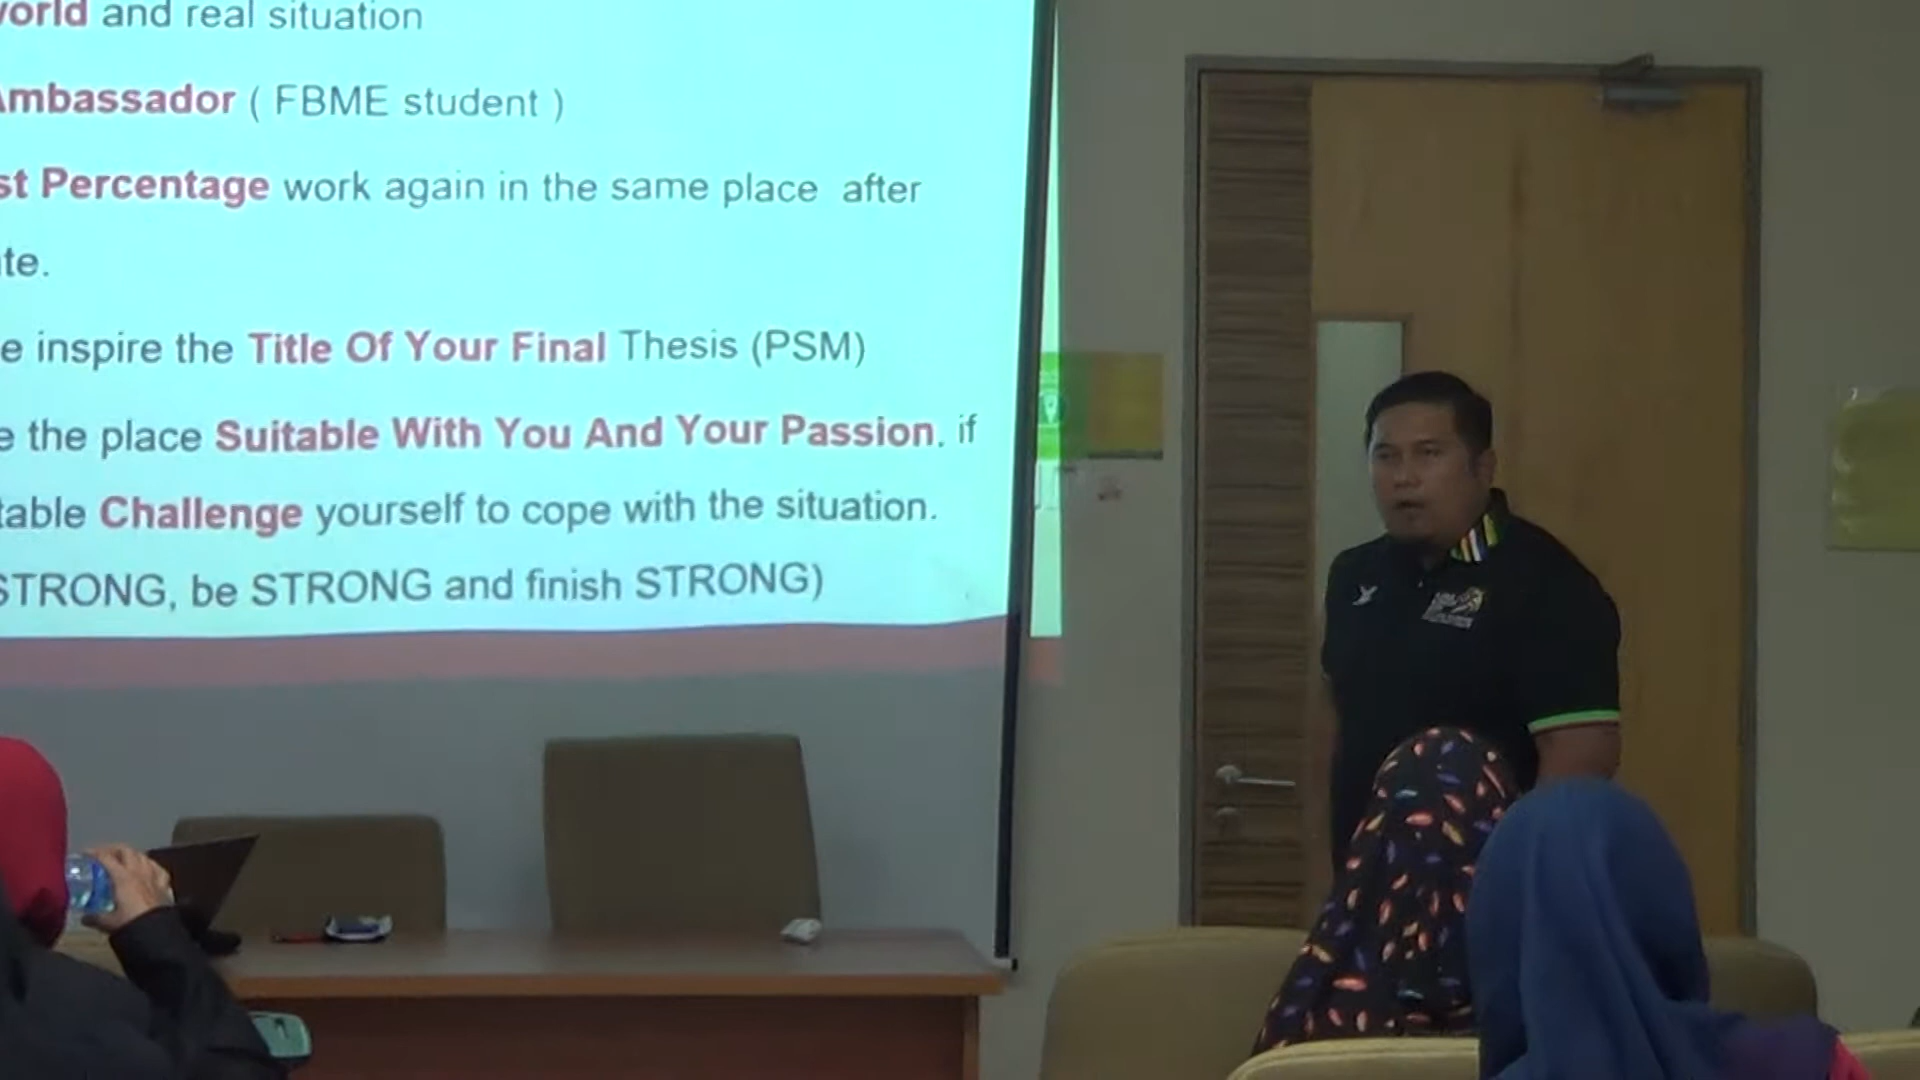 world and real situation
Ambassador ( FBME student )
st Percentage work again in the same place after
te.
e inspire the Title Of Your Final Thesis (PSM)
e the place Suitable With You And Your Passion, if
table Challenge yourself to cope with the situation.
STRONG, be STRONG and finish STRONG)